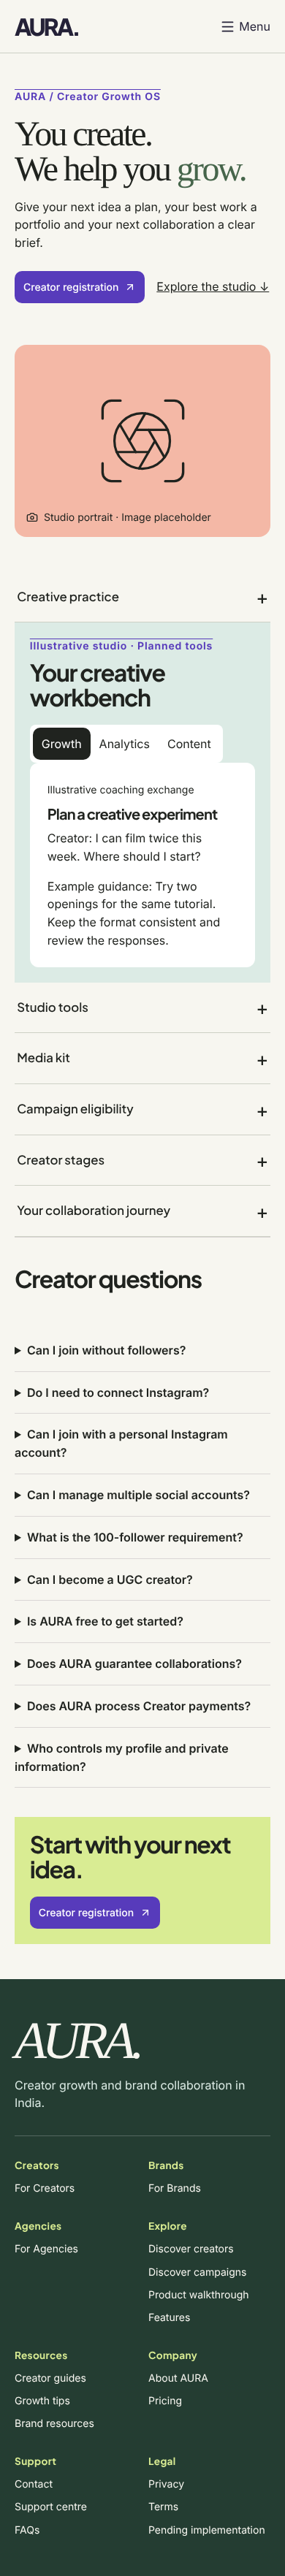 AURA.
Menu
AURA / Creator Growth OS
You create.
We help you grow.
Give your next idea a plan, your best work a
portfolio and your next collaboration a clear
brief.
Creator registration
Explore the studio ↓
Studio portrait · Image placeholder
Creative practice +
Illustrative studio · Planned tools
Your creative
workbench
Growth Analytics Content
Illustrative coaching exchange
Plan a creative experiment
Creator: I can film twice this
week. Where should I start?
Example guidance: Try two
openings for the same tutorial.
Keep the format consistent and
review the responses.
Studio tools +
Media kit +
Campaign eligibility +
Creator stages +
Your collaboration journey +
Creator questions
Can I join without followers?
Do I need to connect Instagram?
Can I join with a personal Instagram
account?
Can I manage multiple social accounts?
What is the 100-follower requirement?
Can I become a UGC creator?
Is AURA free to get started?
Does AURA guarantee collaborations?
Does AURA process Creator payments?
Who controls my profile and private
information?
Start with your next
idea.
Creator registration
AURA.
Creator growth and brand collaboration in
India.
Creators
For Creators
Brands
For Brands
Agencies
For Agencies
Explore
Discover creators
Discover campaigns
Product walkthrough
Features
Resources
Creator guides
Growth tips
Brand resources
Company
About AURA
Pricing
Support
Contact
Support centre
FAQs
Legal
Privacy
Terms
Pending implementation